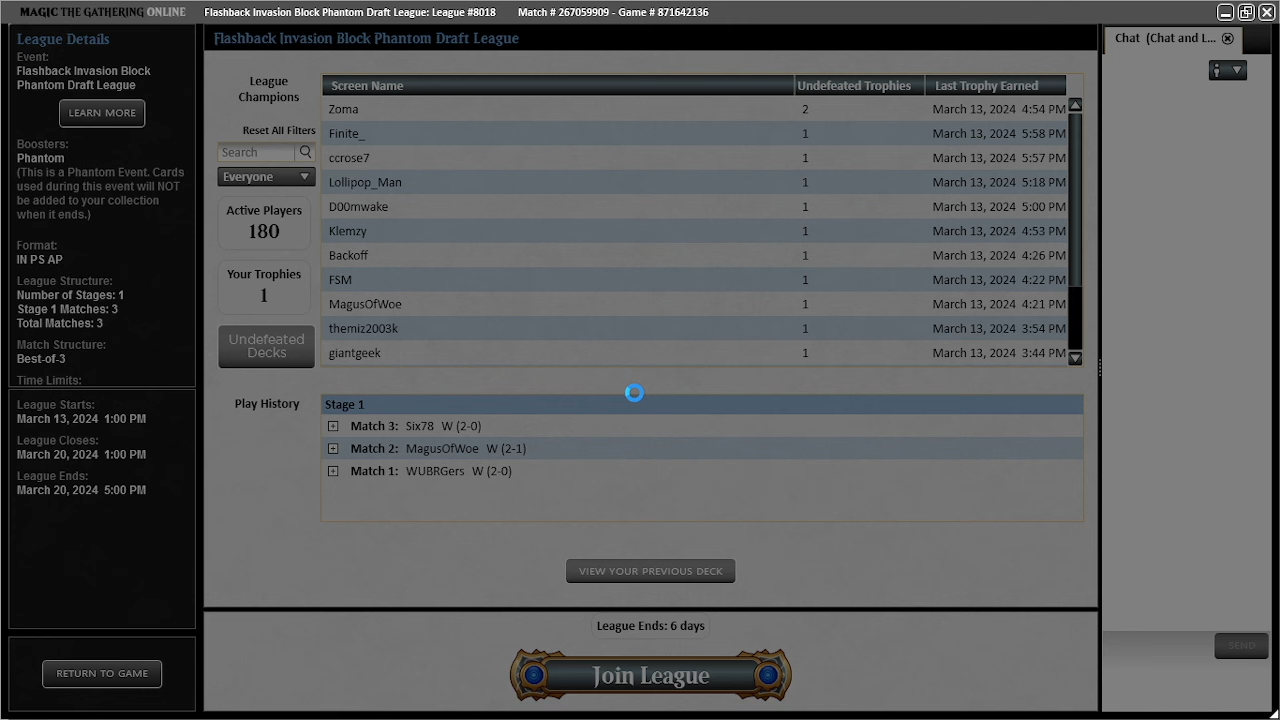 MAGIC THE GATHERING ONLINE
Flashback Invasion Block Phantom Draft League: League #8018
Match # 267059909 - Game # 871642136
League Details
Event:
Flashback Invasion Block
Phantom Draft League
LEARN MORE
Boosters:
Phantom
(This is a Phantom Event. Cards
used during this event will NOT
be added to your collection
when it ends.)
Format:
IN PS AP
League Structure:
Number of Stages: 1
Stage 1 Matches: 3
Total Matches: 3
Match Structure:
Best-of-3
Time Limits:
League Starts:
March 13, 2024 1:00 PM
League Closes:
March 20, 2024 1:00 PM
League Ends:
March 20, 2024 5:00 PM
RETURN TO GAME
Flashback Invasion Block Phantom Draft League
League
Champions
Reset All Filters
Search
Everyone
Active Players
180
Your Trophies
1
Undefeated
Decks
Screen Name Undefeated Trophies Last Trophy Earned
Zoma 2 March 13, 2024 4:54 PM
Finite_ 1 March 13, 2024 5:58 PM
ccrose7 1 March 13, 2024 5:57 PM
Lollipop_Man 1 March 13, 2024 5:18 PM
D00mwake 1 March 13, 2024 5:00 PM
Klemzy 1 March 13, 2024 4:53 PM
Backoff 1 March 13, 2024 4:26 PM
FSM 1 March 13, 2024 4:22 PM
MagusOfWoe 1 March 13, 2024 4:21 PM
themiz2003k 1 March 13, 2024 3:54 PM
giantgeek 1 March 13, 2024 3:44 PM
Play History
Stage 1
Match 3: Six78 W (2-0)
Match 2: MagusOfWoe W (2-1)
Match 1: WUBRGers W (2-0)
VIEW YOUR PREVIOUS DECK
League Ends: 6 days
Join League
Chat (Chat and L...
SEND